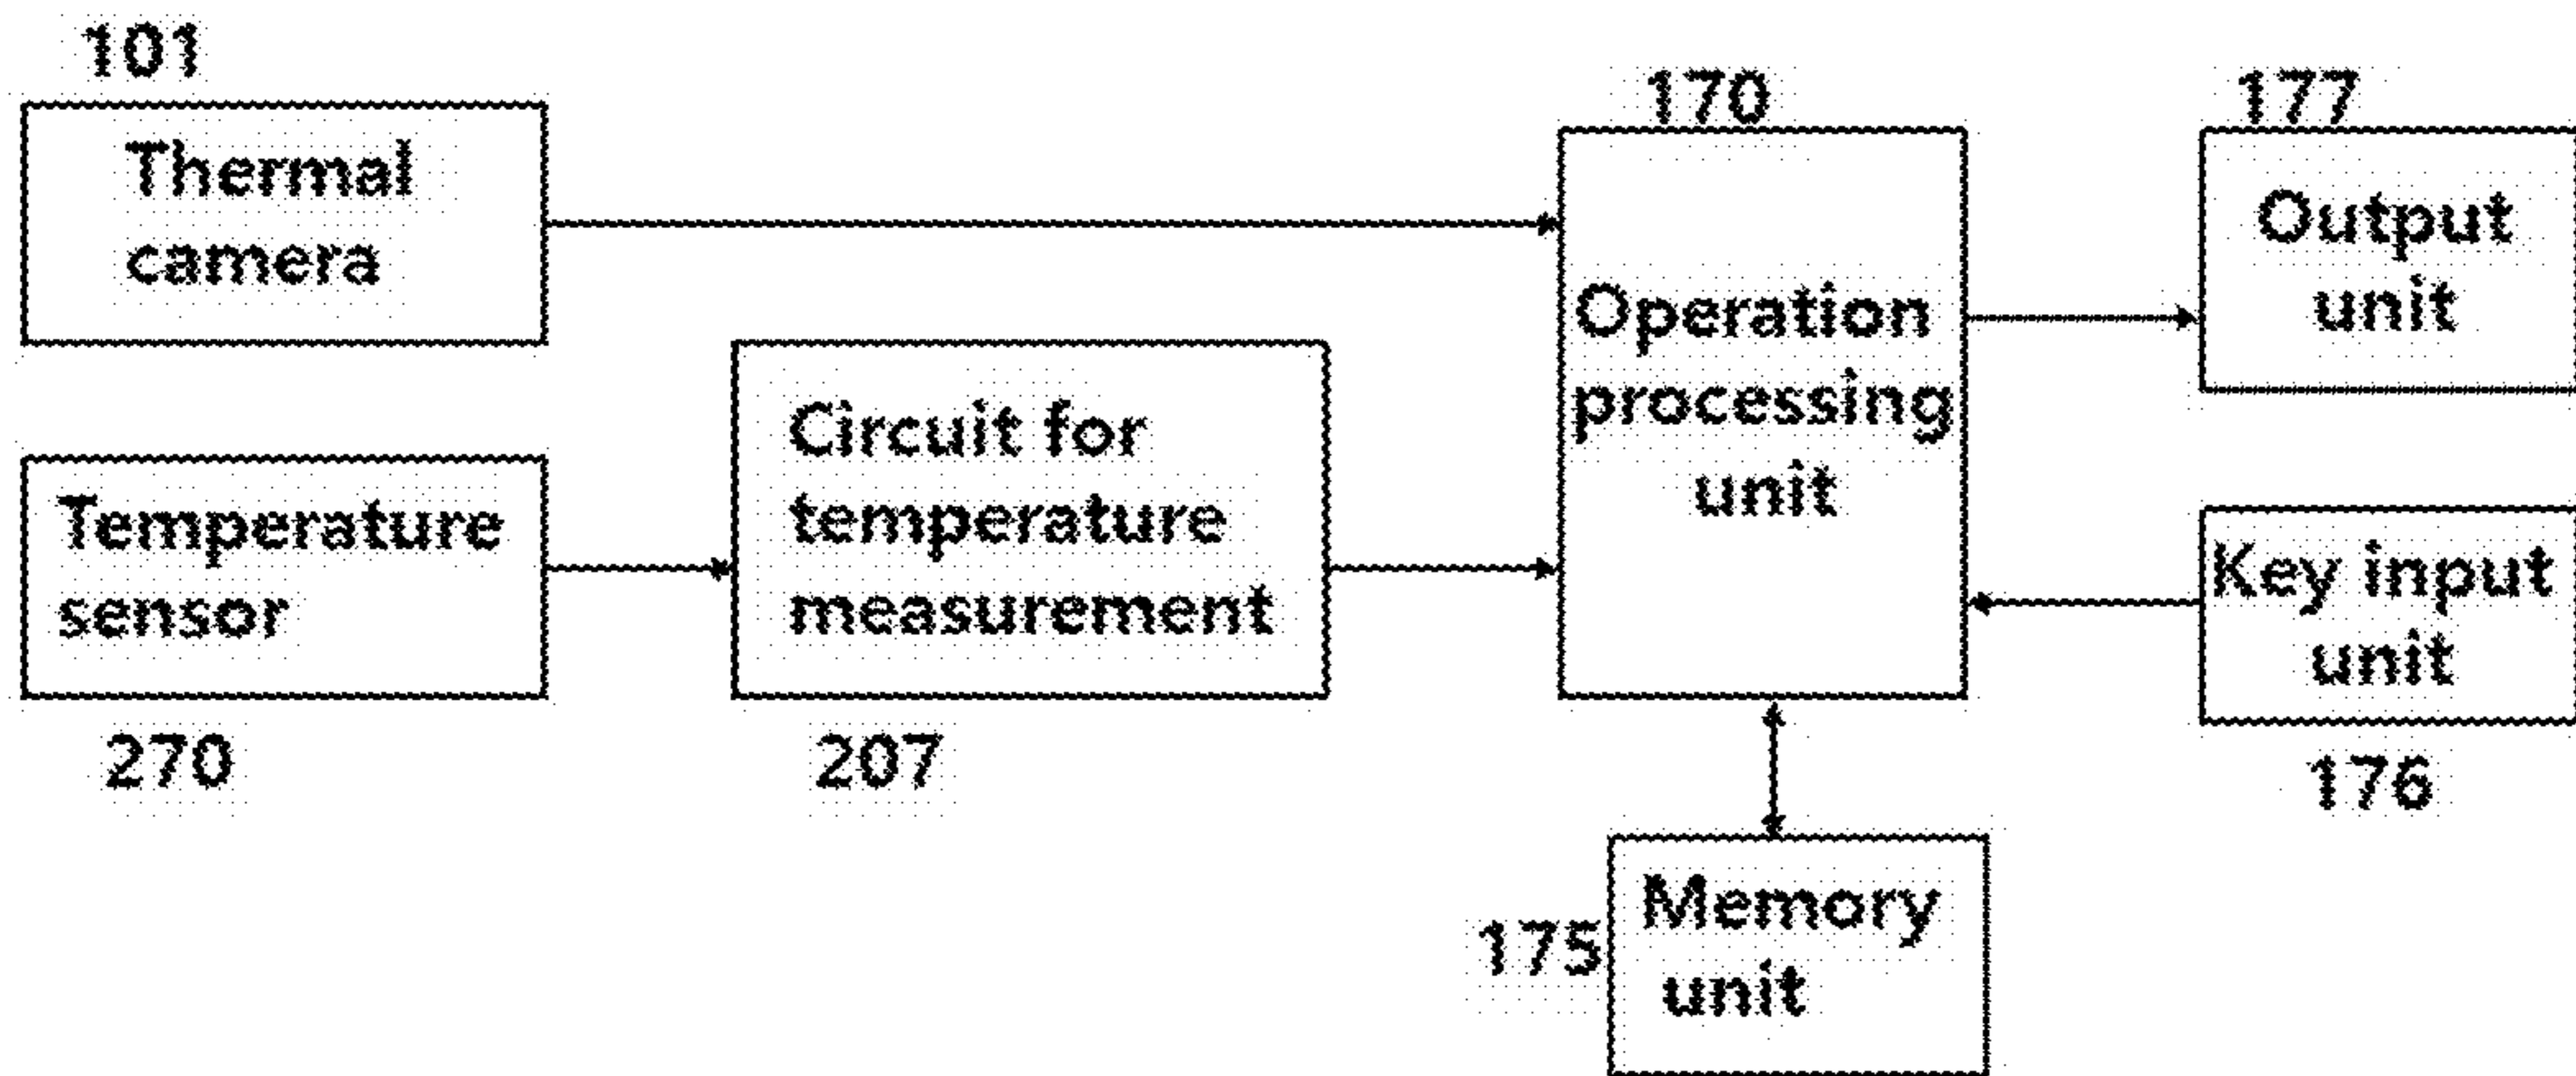 101
Thermal
camera
170
Operation
processing
unit
177
Output
unit
Circuit for
temperature
measurement
207
Temperature
sensor
270
Key input
unit
176
175
Memory
unit